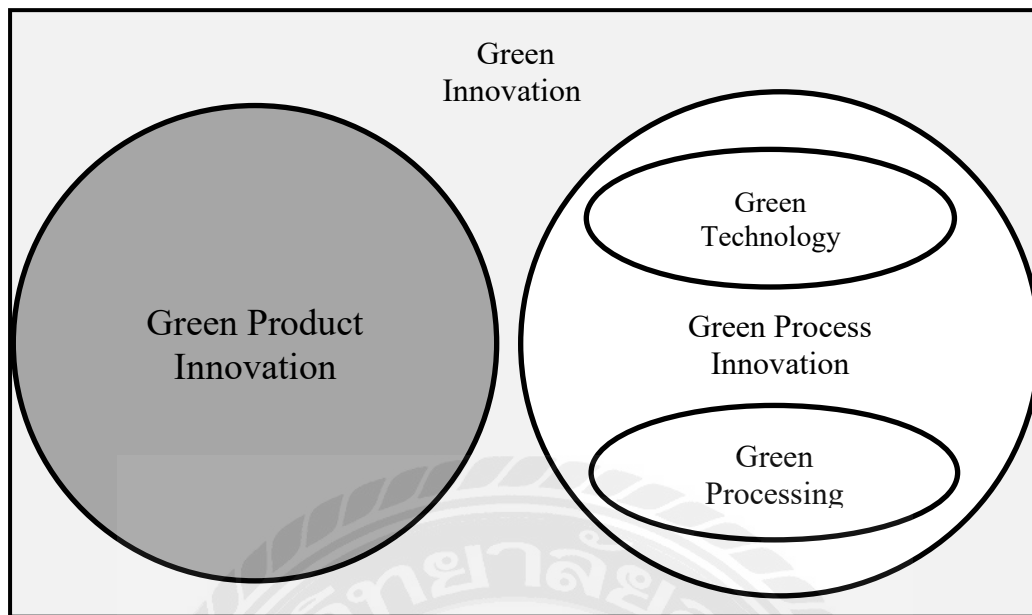 Green
Innovation
Green Product
Innovation
Green
Technology
Green Process
Innovation
Green
Processing